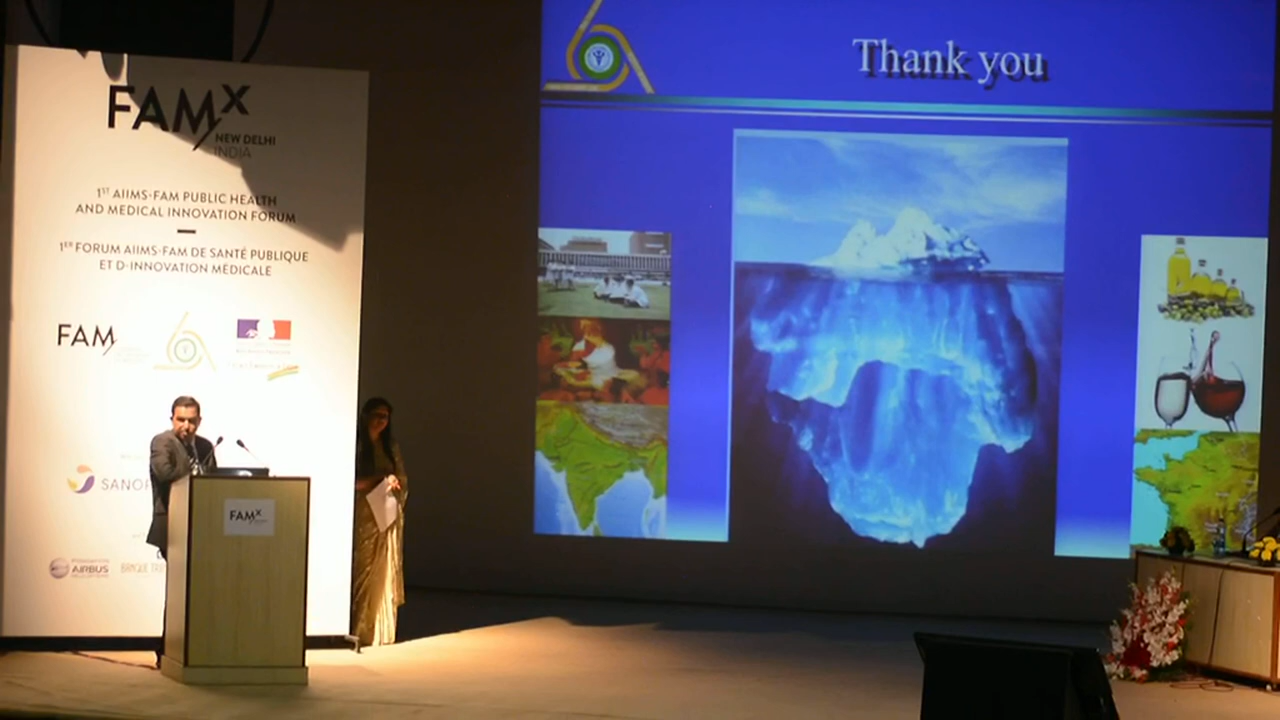 FAMx
NEW DELHI
INDIA
1ST AIIMS-FAM PUBLIC HEALTH
AND MEDICAL INNOVATION FORUM
1ER FORUM AIIMS-FAM DE SANTÉ PUBLIQUE
ET D-INNOVATION MÉDICALE
FAM
SANOF
AIRBUS
BANQUE
FAMx
Thank you